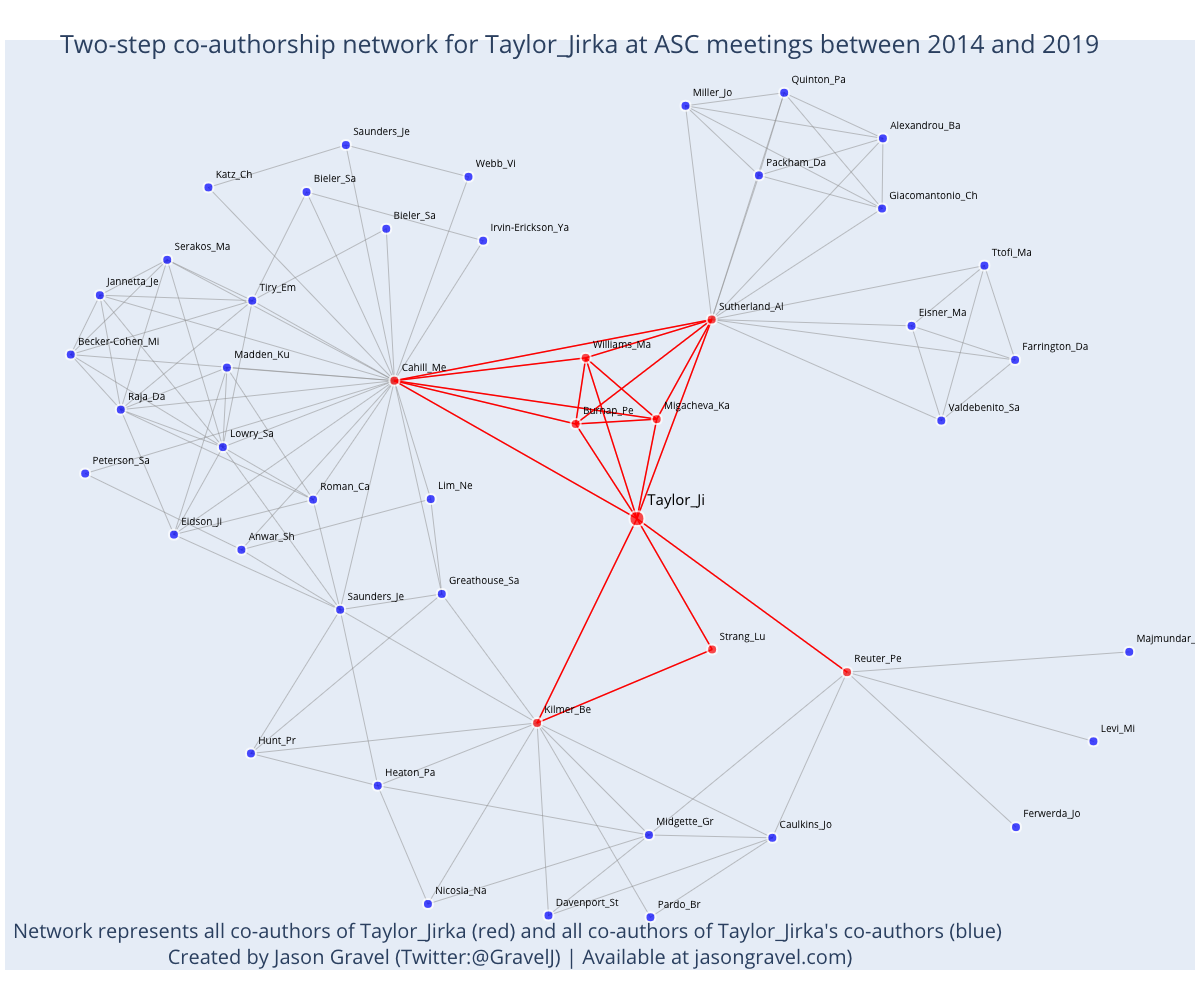 Two-step co-authorship network for Taylor_Jirka at ASC meetings between 2014 and 2019
Quinton_Pa
Miller_Jo
Alexandrou_Ba
Saunders_Je
Packham_Da
Webb_Vi
Katz_Ch
Bieler_Sa
Giacomantonio_Ch
Bieler_Sa
Irvin-Erickson_Ya
Serakos_Ma
Ttofi_Ma
Jannetta_Je
Tiry_Em
Sutherland_Al
Eisner_Ma
Becker-Cohen_Mi
Williams_Ma
Farrington_Da
Madden_Ku
Cahill_Me
Raja_Da
Burnap_Pe
Migacheva_Ka
Valdebenito_Sa
Lowry_Sa
Peterson_Sa
Roman_Ca
Lim_Ne
Taylor_Ji
Eidson_Ji
Anwar_Sh
Greathouse_Sa
Saunders_Je
Strang_Lu
Majmundar_
Reuter_Pe
Kilmer_Be
Levi_Mi
Hunt_Pr
Heaton_Pa
Ferwerda_Jo
Midgette_Gr
Caulkins_Jo
Nicosia_Na
Davenport_St
Pardo_Br
Network represents all co-authors of Taylor_Jirka (red) and all co-authors of Taylor_Jirka's co-authors (blue)
Created by Jason Gravel (Twitter:@GravelJ) | Available at jasongravel.com)